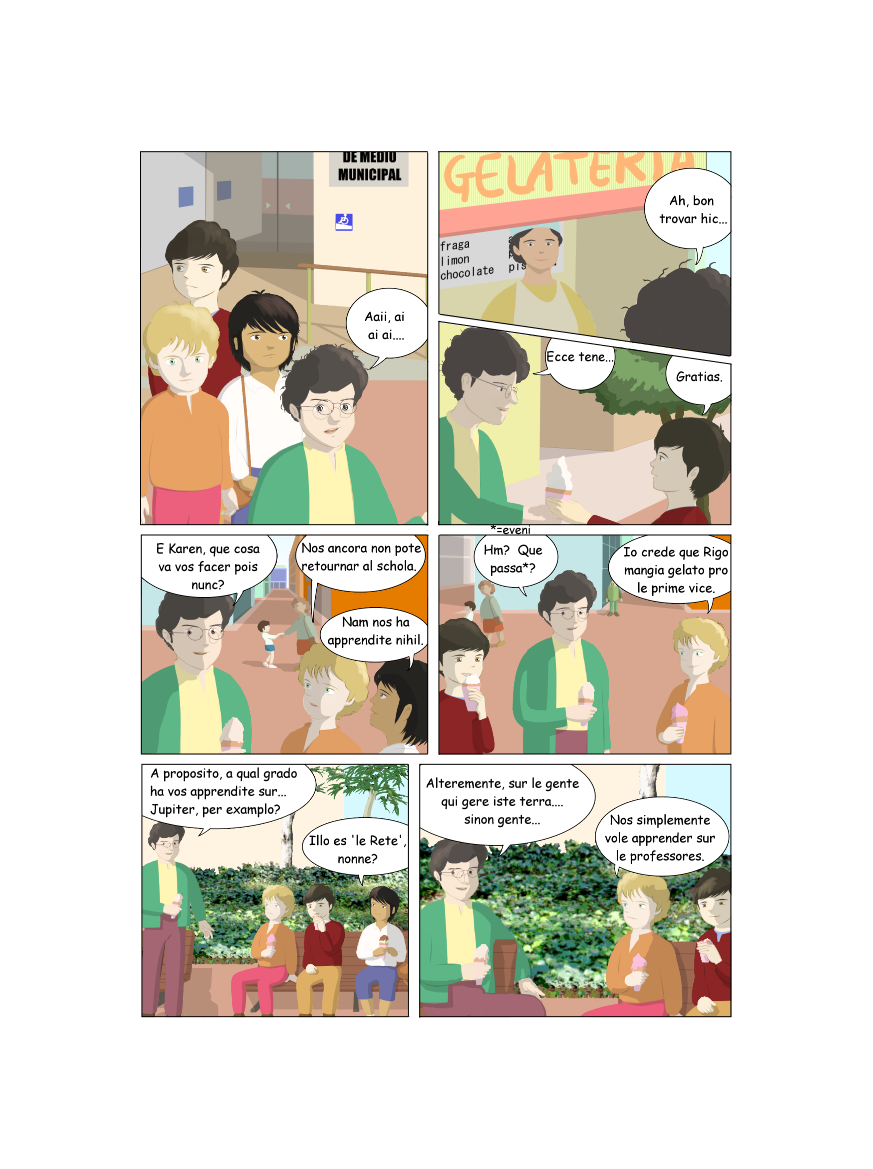 DE MEDIO
MUNICIPAL
Aaii, ai
ai ai....
GELATERIA
Ah, bon
trovar hic...
fraga
limon
chocolate
pis
Ecce tene...
Gratias.
*=eveni
E Karen, que cosa
va vos facer pois
nunc?
Nos ancora non pote
retournar al schola.
Nam nos ha
apprendite nihil.
Hm? Que
passa*?
Io crede que Rigo
mangia gelato pro
le prime vice.
A proposito, a qual grado
ha vos apprendite sur...
Jupiter, per examplo?
Illo es 'le Rete',
nonne?
Alteremente, sur le gente
qui gere iste terra....
sinon gente...
Nos simplemente
vole apprender sur
le professores.